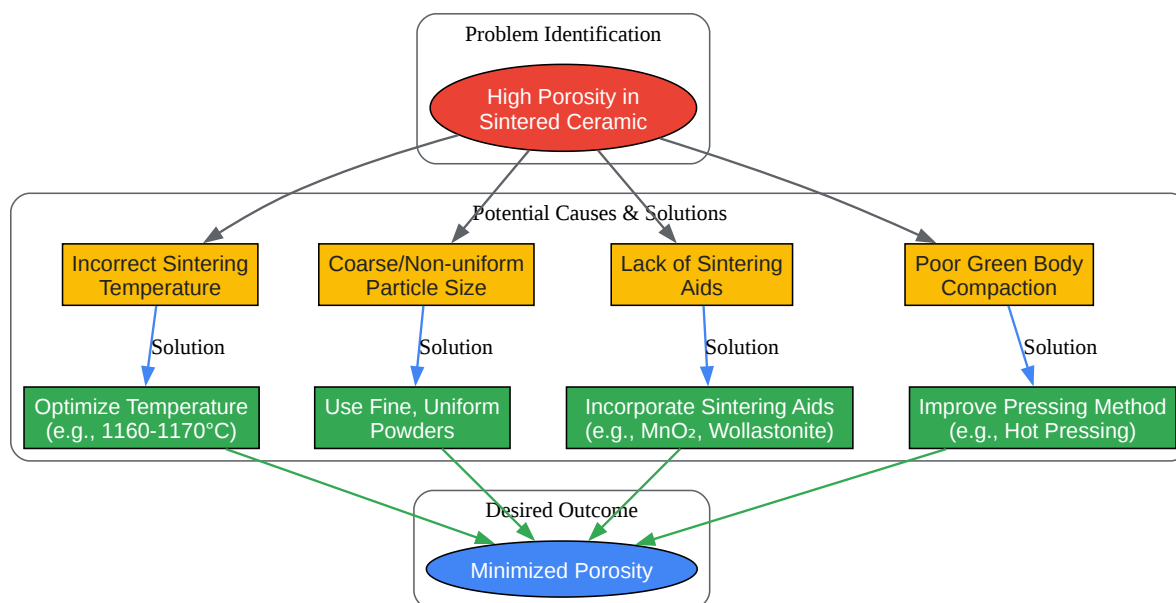 Problem Identification
High Porosity in
Sintered Ceramic
Potential Causes & Solutions
Incorrect Sintering
Temperature
Coarse/Non-uniform
Particle Size
Lack of Sintering
Aids
Poor Green Body
Compaction
Solution
Solution
Solution
Solution
Optimize Temperature
(e.g., 1160-1170°C)
Use Fine, Uniform
Powders
Incorporate Sintering Aids
(e.g., MnO₂, Wollastonite)
Improve Pressing Method
(e.g., Hot Pressing)
Desired Outcome
Minimized Porosity